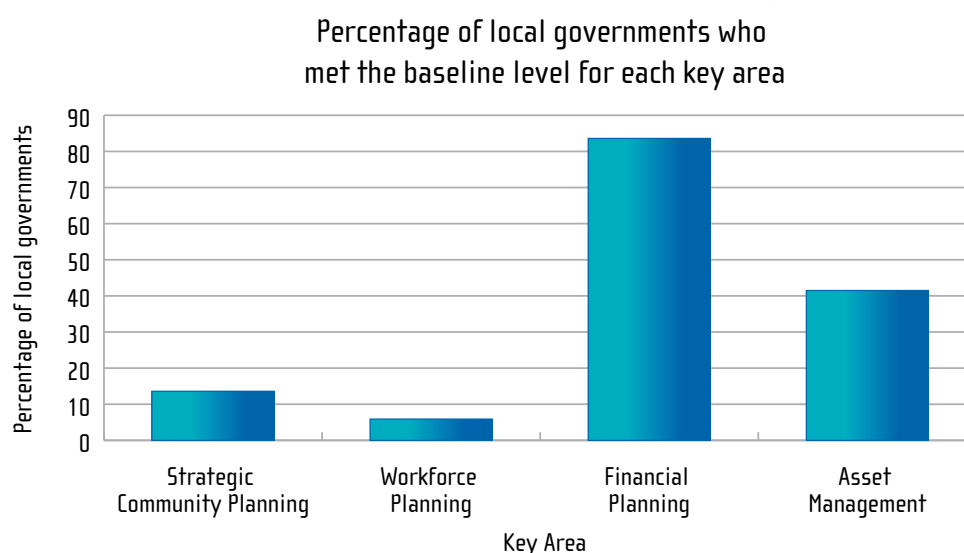 Percentage of local governments who
met the baseline level for each key area
Percentage of local governments
90
80
70
60
50
40
30
20
10
0
Strategic
Community Planning
Workforce
Planning
Financial
Planning
Asset
Management
Key Area